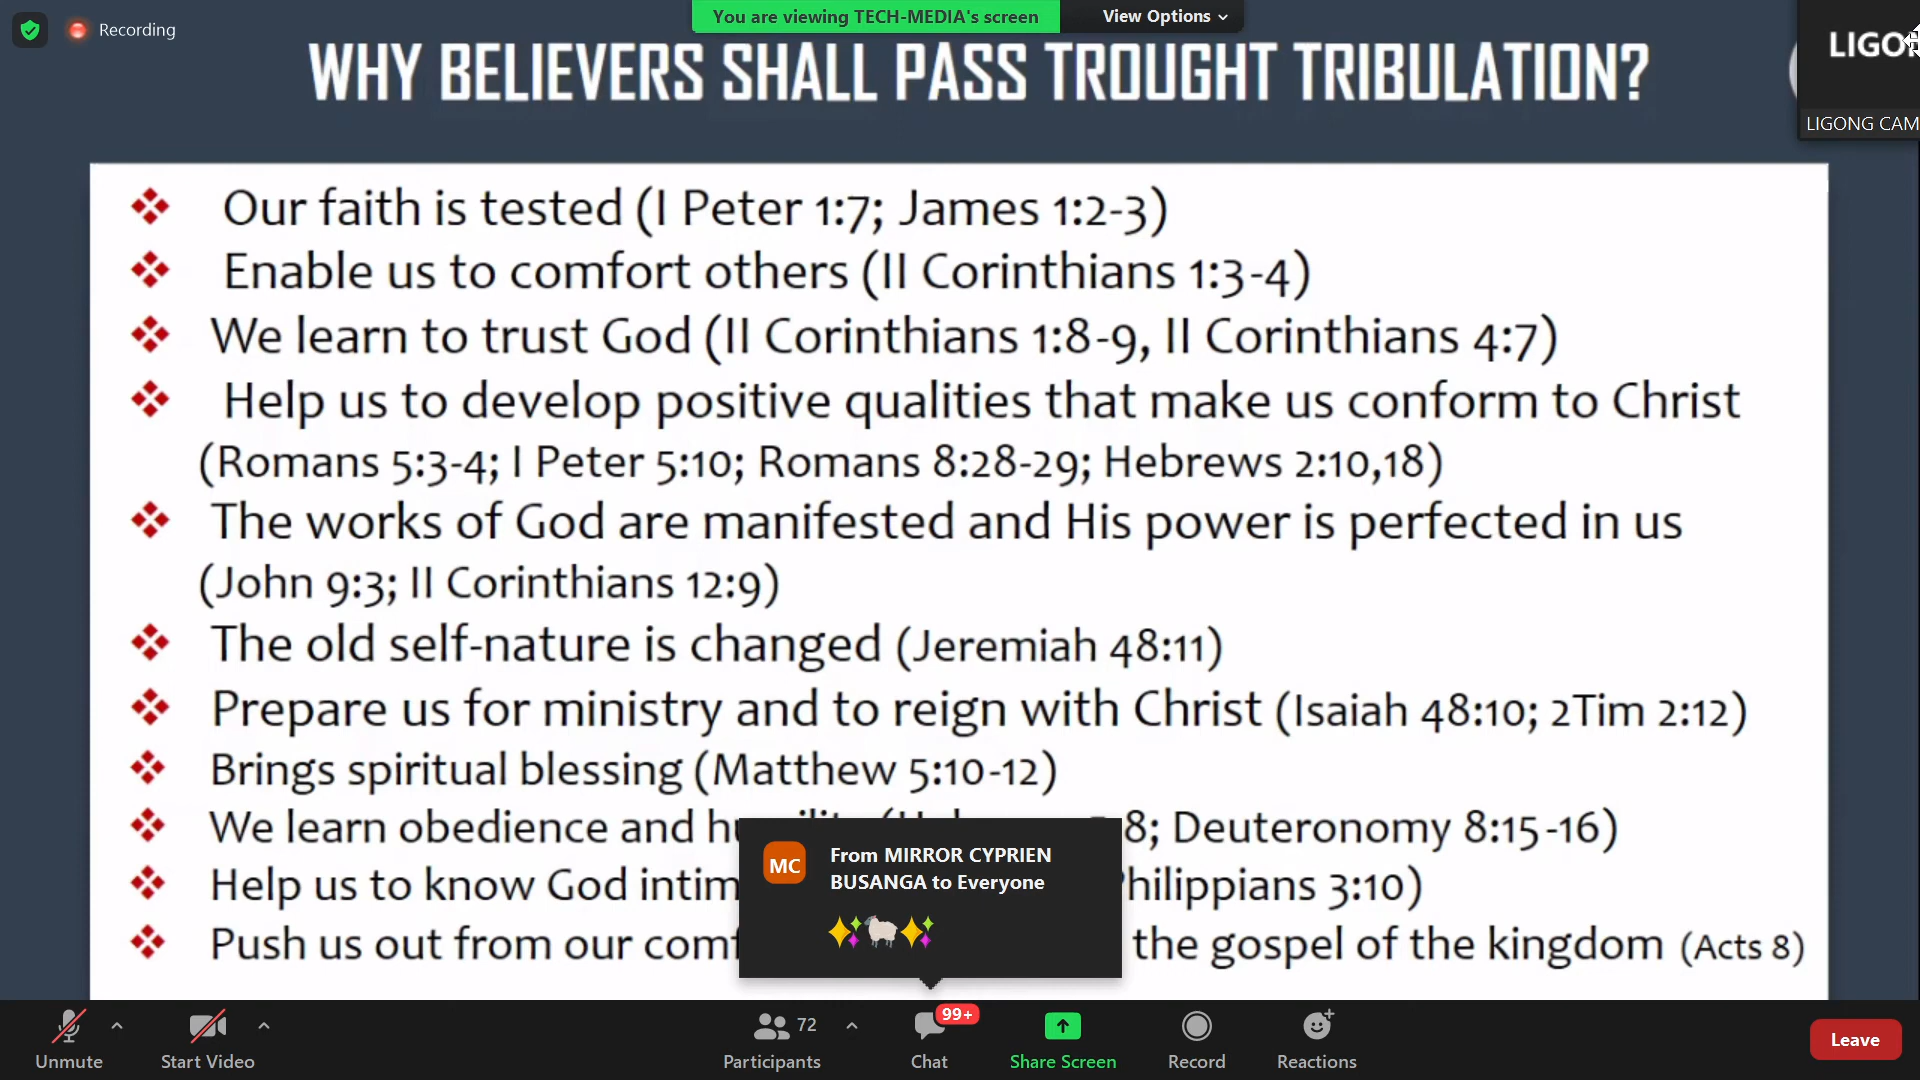 Recording
You are viewing TECH-MEDIA's screen
View Options
WHY BELIEVERS SHALL PASS TROUGHT TRIBULATION?
LIGO
LIGONG CAM
Our faith is tested (I Peter 1:7; James 1:2-3)
Enable us to comfort others (II Corinthians 1:3-4)
We learn to trust God (II Corinthians 1:8-9, II Corinthians 4:7)
Help us to develop positive qualities that make us conform to Christ
(Romans 5:3-4; I Peter 5:10; Romans 8:28-29; Hebrews 2:10,18)
The works of God are manifested and His power is perfected in us
(John 9:3; II Corinthians 12:9)
The old self-nature is changed (Jeremiah 48:11)
Prepare us for ministry and to reign with Christ (Isaiah 48:10; 2Tim 2:12)
Brings spiritual blessing (Matthew 5:10-12)
We learn obedience and 8; Deuteronomy 8:15-16)
Help us to know God 3:10)
Push us out from our the gospel of the kingdom (Acts 8)
MC
From MIRROR CYPRIEN
BUSANGA to Everyone
Unmute
Start Video
72
Participants
99+
Chat
Share Screen
Record
Reactions
Leave